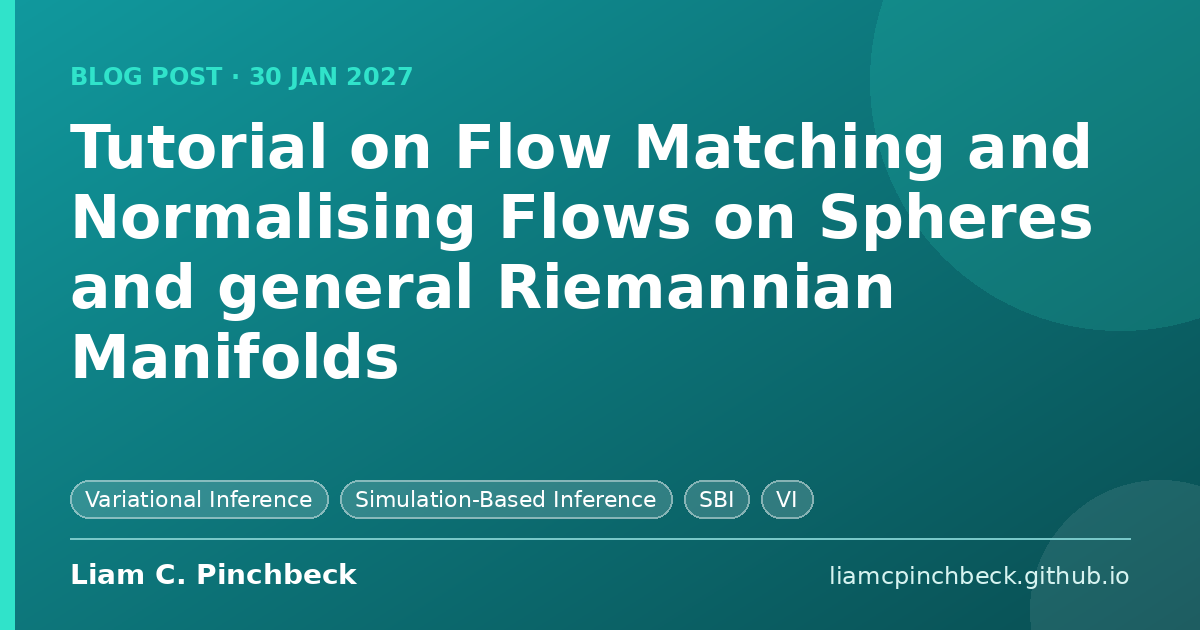 BLOG POST · 30 JAN 2027
Tutorial on Flow Matching and
Normalising Flows on Spheres
and general Riemannian
Manifolds
Variational Inference
Simulation-Based Inference
SBI
VI
Liam C. Pinchbeck
liamcpinchbeck.github.io